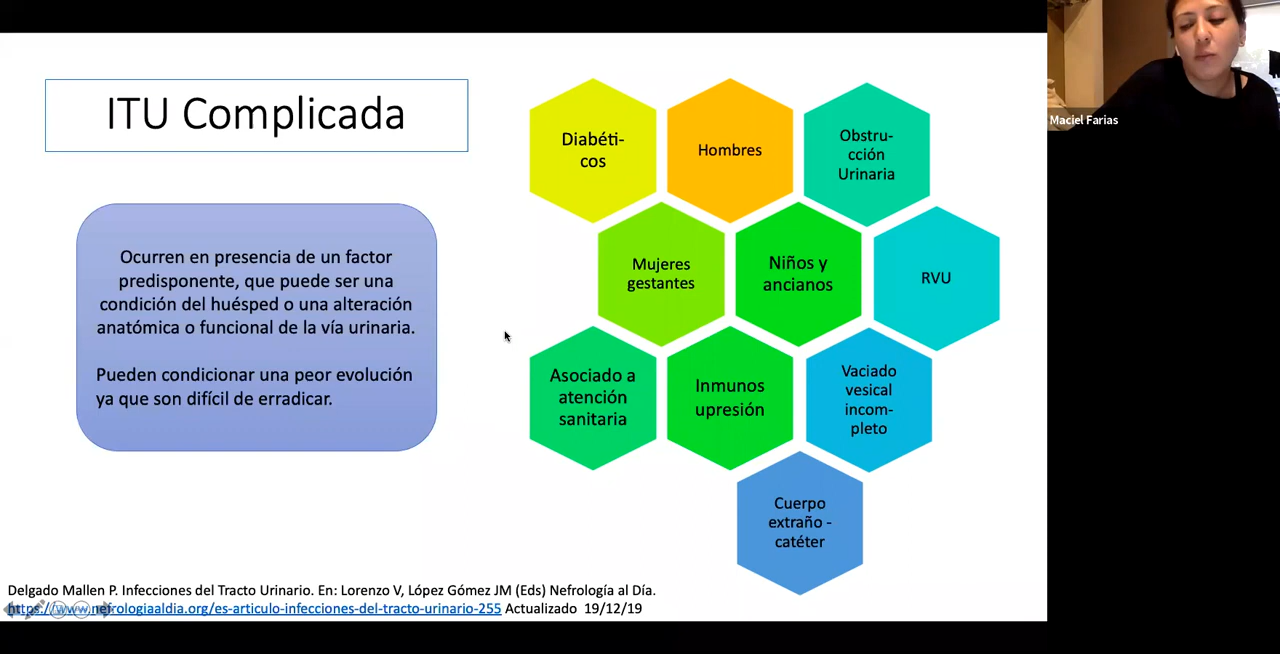 ITU Complicada
Ocurren en presencia de un factor
predisponente, que puede ser una
condición del huésped o una alteración
anatómica o funcional de la vía urinaria.
Pueden condicionar una peor evolución
ya que son difícil de erradicar.
Diabéti-
cos
Hombres
Obstru-
cción
Urinaria
Mujeres
gestantes
Niños y
ancianos
RVU
Asociado a
atención
sanitaria
Inmunos
upresión
Vaciado
vesical
incom-
pleto
Cuerpo
extraño -
catéter
Delgado Mallen P. Infecciones del Tracto Urinario. En: Lorenzo V, López Gómez JM (Eds) Nefrología al Día.
https://www.nefrologiaaldia.org/es-articulo-infecciones-del-tracto-urinario-255 Actualizado 19/12/19
Maciel Farias